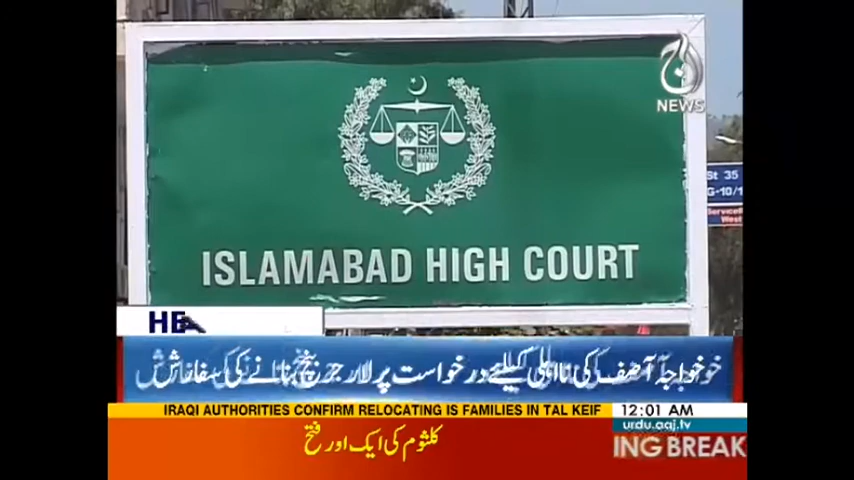 NEWS
St 35
G-10/1
ISLAMABAD HIGH COURT
HE
خواجہ آصف کی نااہلی کیلئے درخواست پر لارجر بنچ بنانے کی سفارش
IRAQI AUTHORITIES CONFIRM RELOCATING IS FAMILIES IN TAL KEIF
12:01 AM
urdu.aaj.tv
کلثوم کی ایک اور فتح
ING BREAK